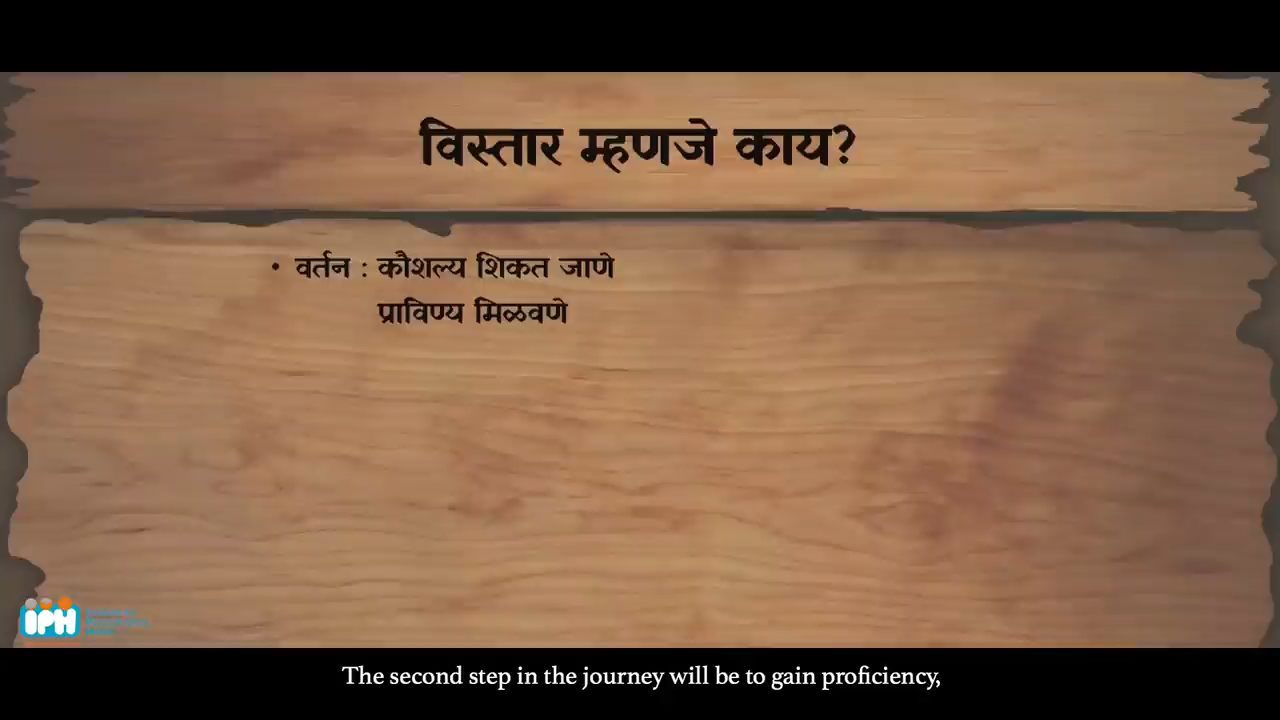 विस्तार म्हणजे काय?
• वर्तन : कौशल्य शिकत जाणे
प्राविण्य मिळवणे
IPH
The second step in the journey will be to gain proficiency,